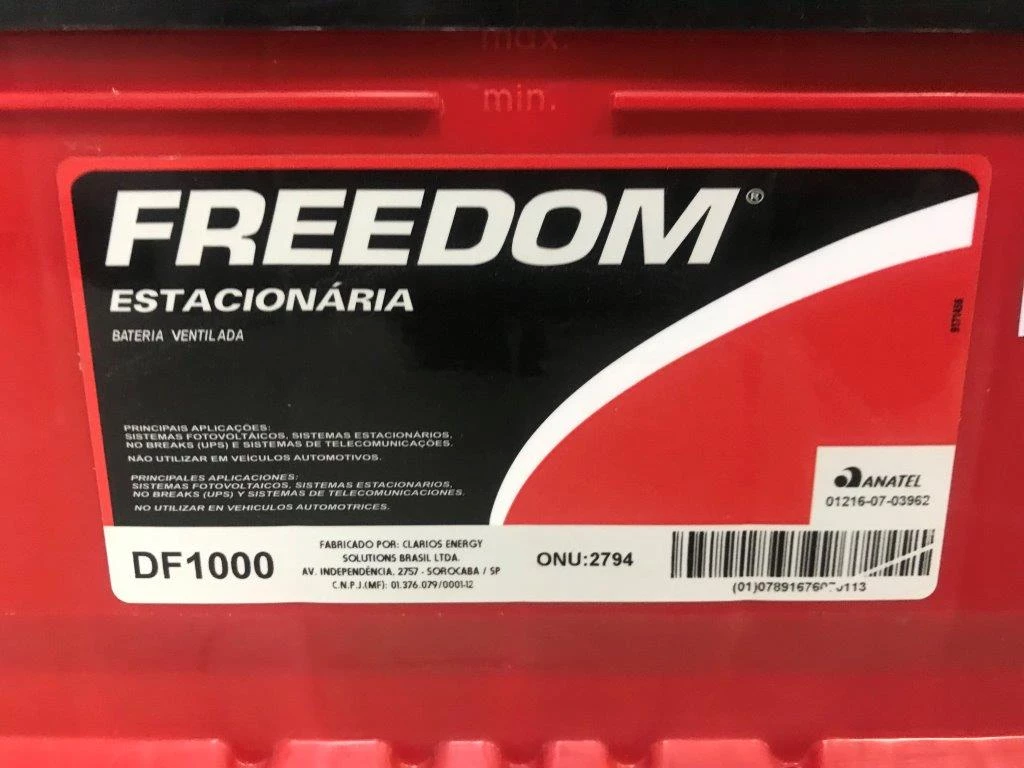 max.
min.
FREEDOM®
ESTACIONÁRIA
BATERIA VENTILADA
PRINCIPAIS APLICAÇÕES:
SISTEMAS FOTOVOLTÁICOS, SISTEMAS ESTACIONÁRIOS,
NO BREAKS (UPS) E SISTEMAS DE TELECOMUNICAÇÕES.
NÃO UTILIZAR EM VEÍCULOS AUTOMOTIVOS.
PRINCIPALES APLICACIONES:
SISTEMAS FOTOVOLTAICOS, SISTEMAS ESTACIONARIOS,
NO BREAKS (UPS) Y SISTEMAS DE TELECOMUNICACIONES.
NO UTILIZAR EN VEHICULOS AUTOMOTRICES.
ANATEL
01216-07-03962
DF1000
FABRICADO POR: CLARIOS ENERGY
SOLUTIONS BRASIL LTDA.
AV. INDEPENDÊNCIA, 2757 - SOROCABA / SP
C.N.P.J.(MF): 01.376.079/0001-12
ONU:2794